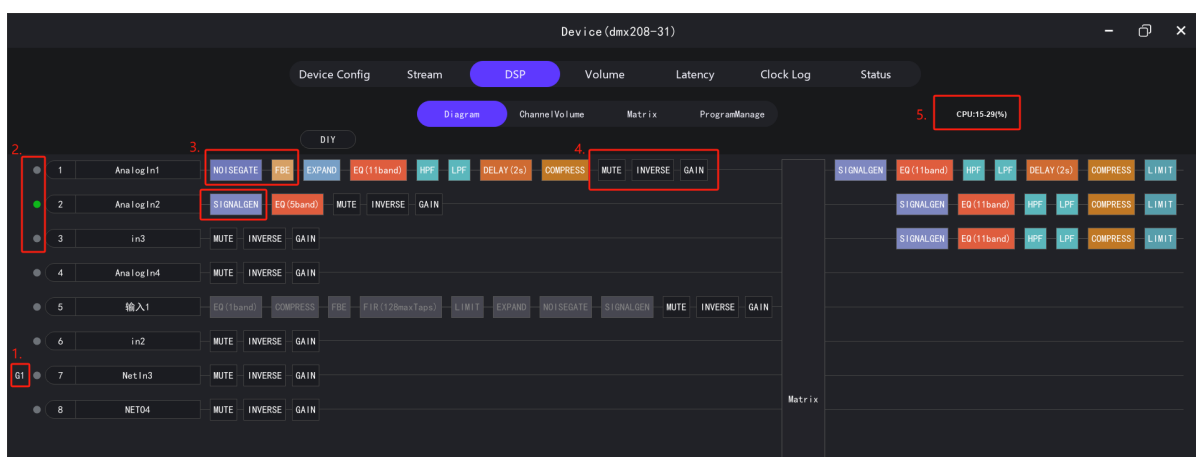 Device(dmx208-31)
Device Config Stream DSP Volume Latency Clock Log Status
Diagram ChannelVolume Matrix ProgramManage
5. CPU:15-29(%)
DIY
2. 3. 4.
1 AnalogIn1 NOISEGATE FBE EXPAND EQ(11band) HPF LPF DELAY(2s) COMPRESS MUTE INVERSE GAIN SIGNALGEN EQ(11band) HPF LPF DELAY(2s) COMPRESS LIMIT
2 AnalogIn2 SIGNALGEN EQ(5band) MUTE INVERSE GAIN SIGNALGEN EQ(11band) HPF LPF COMPRESS LIMIT
3 in3 MUTE INVERSE GAIN SIGNALGEN EQ(11band) HPF LPF COMPRESS LIMIT
4 AnalogIn4 MUTE INVERSE GAIN
5 输入1 EQ(1band) COMPRESS FBE FIR(128maxTaps) LIMIT EXPAND NOISEGATE SIGNALGEN MUTE INVERSE GAIN
6 in2 MUTE INVERSE GAIN
1.
G1 7 NetIn3 MUTE INVERSE GAIN
Matrix
8 NETO4 MUTE INVERSE GAIN